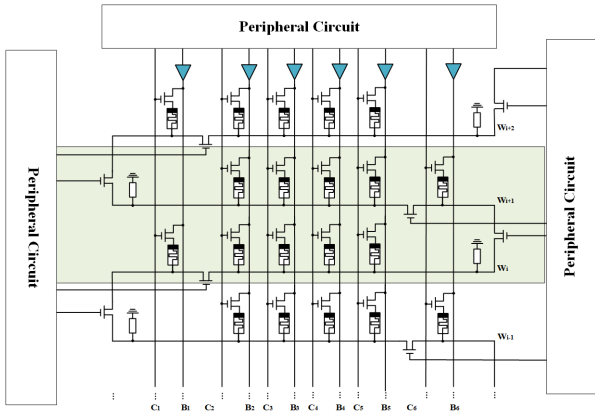 Peripheral Circuit
Peripheral Circuit
Peripheral Circuit
Wi+2
Wi+1
Wi
Wi-1
C1 B1 C2 B2 C3 B3 C4 B4 C5 B5 C6 B6